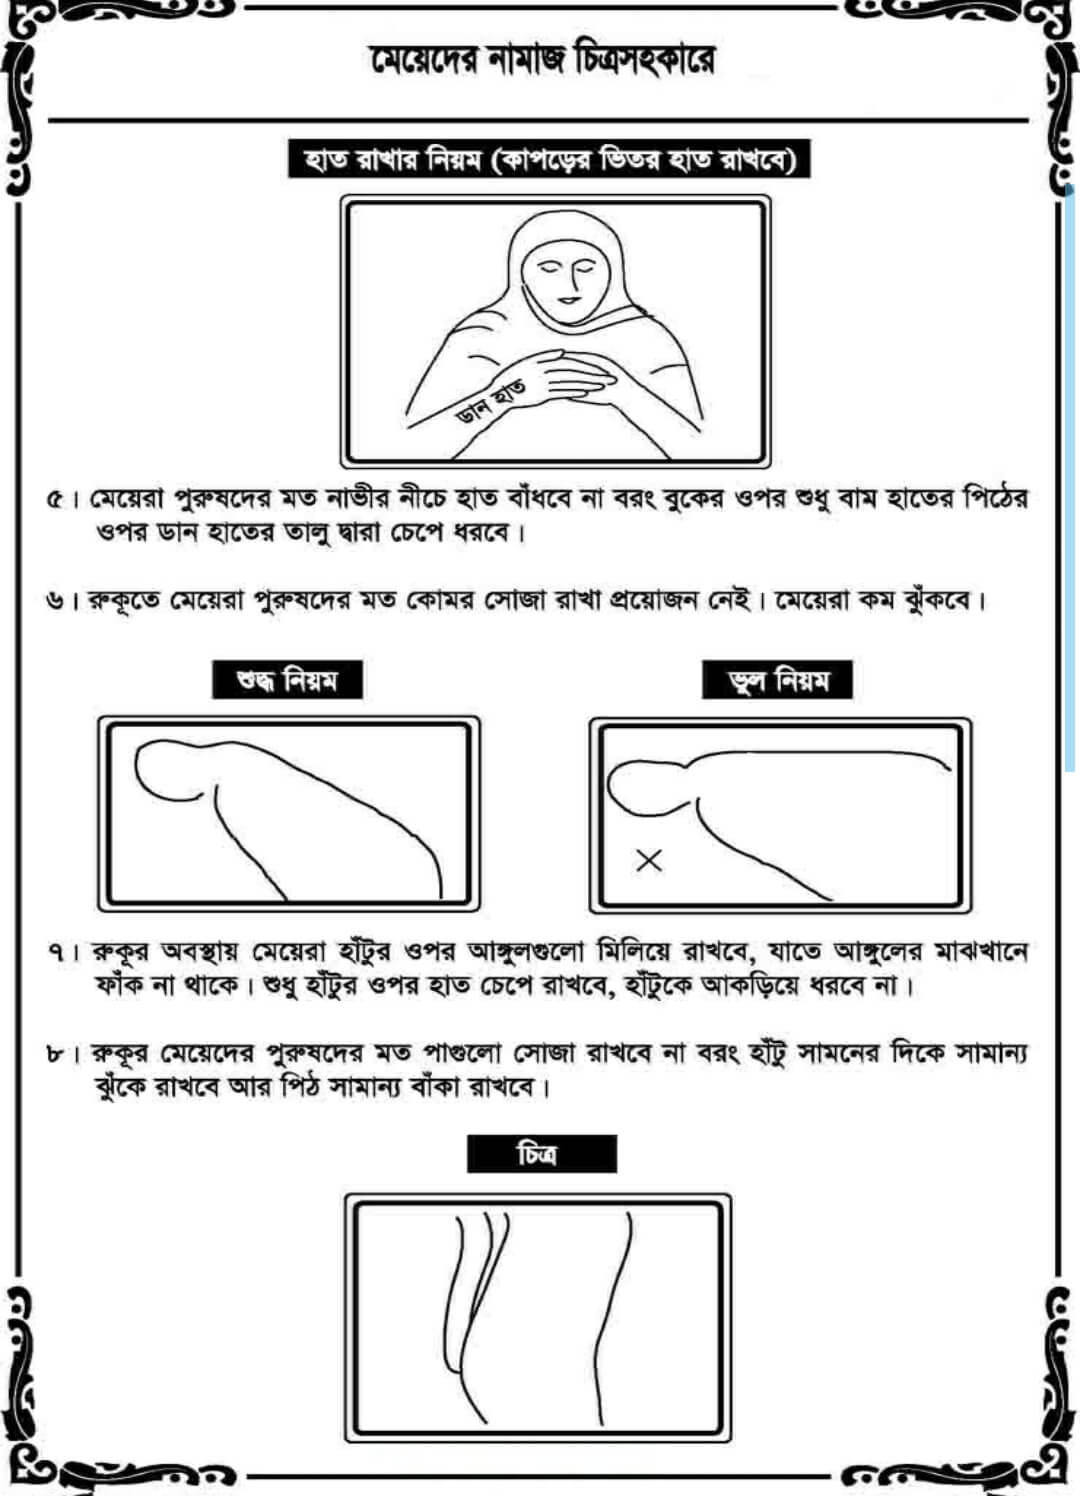 মেয়েদের নামাজ চিত্রসহকারে
হাত রাখার নিয়ম (কাপড়ের ভিতর হাত রাখবে)
ডান হাত
৫। মেয়েরা পুরুষদের মত নাভীর নীচে হাত বাঁধবে না বরং বুকের ওপর শুধু বাম হাতের পিঠের
ওপর ডান হাতের তালু দ্বারা চেপে ধরবে।
৬। রুকূতে মেয়েরা পুরুষদের মত কোমর সোজা রাখা প্রয়োজন নেই। মেয়েরা কম ঝুঁকবে।
শুদ্ধ নিয়ম
ভুল নিয়ম
৭। রুকূর অবস্থায় মেয়েরা হাঁটুর ওপর আঙ্গুলগুলো মিলিয়ে রাখবে, যাতে আঙ্গুলের মাঝখানে
ফাঁক না থাকে। শুধু হাঁটুর ওপর হাত চেপে রাখবে, হাঁটুকে আকড়িয়ে ধরবে না।
৮। রুকূর মেয়েদের পুরুষদের মত পাগুলো সোজা রাখবে না বরং হাঁটু সামনের দিকে সামান্য
ঝুঁকে রাখবে আর পিঠ সামান্য বাঁকা রাখবে।
চিত্র